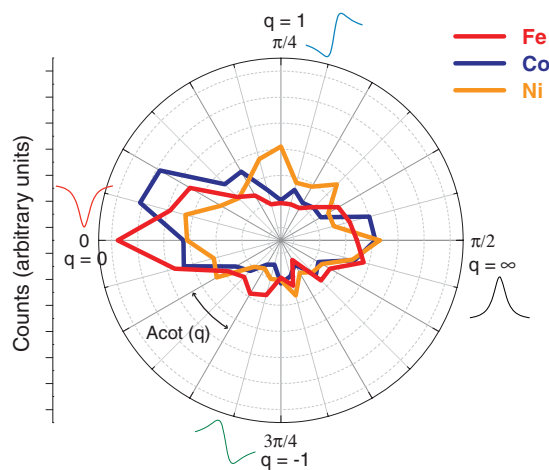 q = 1
π/4
Fe
Co
Ni
Counts (arbitrary units)
0
q = 0
π/2
q = ∞
Acot (q)
3π/4
q = -1